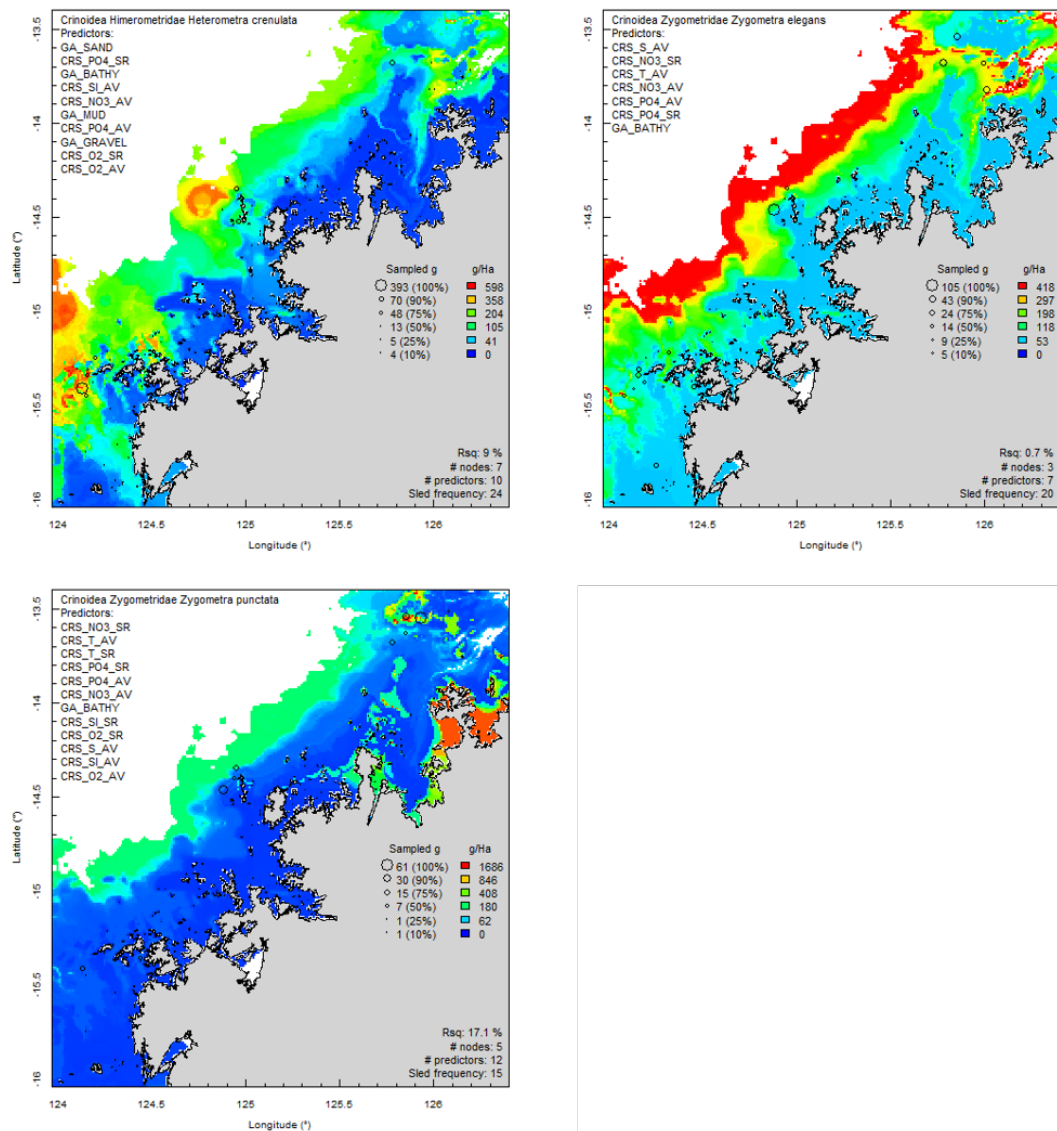 Crinoidea Himerometridae Heterometra crenulata
Predictors:
GA_SAND
CRS_PO4_SR
GA_BATHY
CRS_SI_AV
CRS_NO3_AV
GA_MUD
CRS_PO4_AV
GA_GRAVEL
CRS_O2_SR
CRS_O2_AV
Sampled g g/Ha
393 (100%) 598
70 (90%) 358
48 (75%) 204
13 (50%) 105
5 (25%) 41
4 (10%) 0
Rsq: 9 %
# nodes: 7
# predictors: 10
Sled frequency: 24
Latitude (°)
-13.5
-14
-14.5
-15
-15.5
-16
124 124.5 125 125.5 126
Longitude (°)
Crinoidea Zygometridae Zygometra elegans
Predictors:
CRS_S_AV
CRS_NO3_SR
CRS_T_AV
CRS_NO3_AV
CRS_PO4_AV
CRS_PO4_SR
GA_BATHY
Sampled g g/Ha
105 (100%) 418
43 (90%) 297
24 (75%) 198
14 (50%) 118
9 (25%) 53
5 (10%) 0
Rsq: 0.7 %
# nodes: 3
# predictors: 7
Sled frequency: 20
-13.5
-14
-14.5
-15
-15.5
-16
124 124.5 125 125.5 126
Longitude (°)
Crinoidea Zygometridae Zygometra punctata
Predictors:
CRS_NO3_SR
CRS_T_AV
CRS_T_SR
CRS_PO4_SR
CRS_PO4_AV
CRS_NO3_AV
GA_BATHY
CRS_SI_SR
CRS_O2_SR
CRS_S_AV
CRS_SI_AV
CRS_O2_AV
Sampled g g/Ha
61 (100%) 1686
30 (90%) 846
15 (75%) 408
7 (50%) 180
1 (25%) 62
1 (10%) 0
Rsq: 17.1 %
# nodes: 5
# predictors: 12
Sled frequency: 15
Latitude (°)
-13.5
-14
-14.5
-15
-15.5
-16
124 124.5 125 125.5 126
Longitude (°)